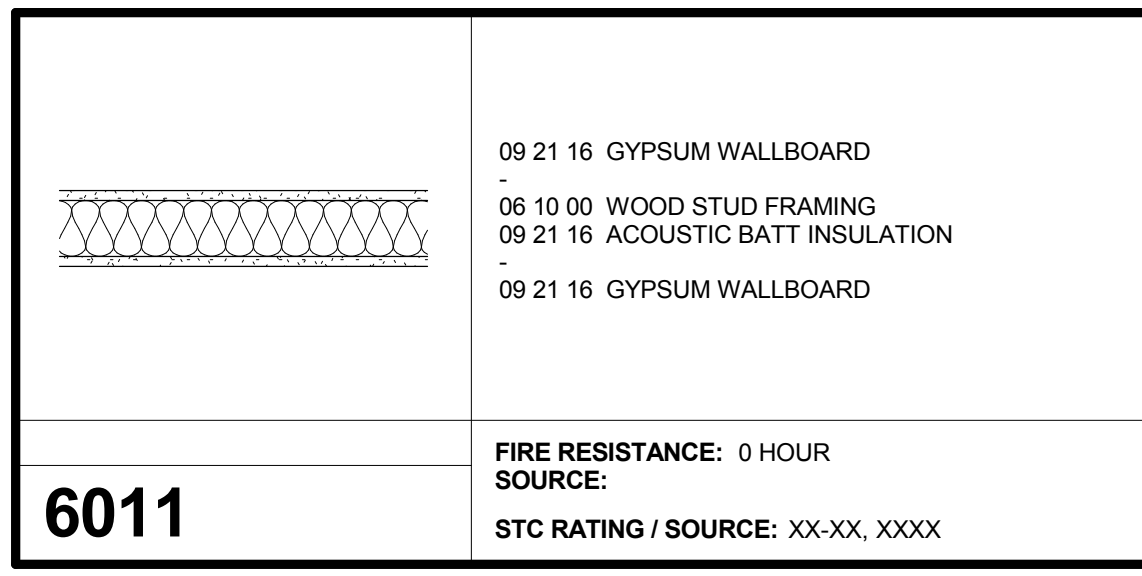 09 21 16 GYPSUM WALLBOARD
-
06 10 00 WOOD STUD FRAMING
09 21 16 ACOUSTIC BATT INSULATION
-
09 21 16 GYPSUM WALLBOARD
6011
FIRE RESISTANCE: 0 HOUR
SOURCE:
STC RATING / SOURCE: XX-XX, XXXX